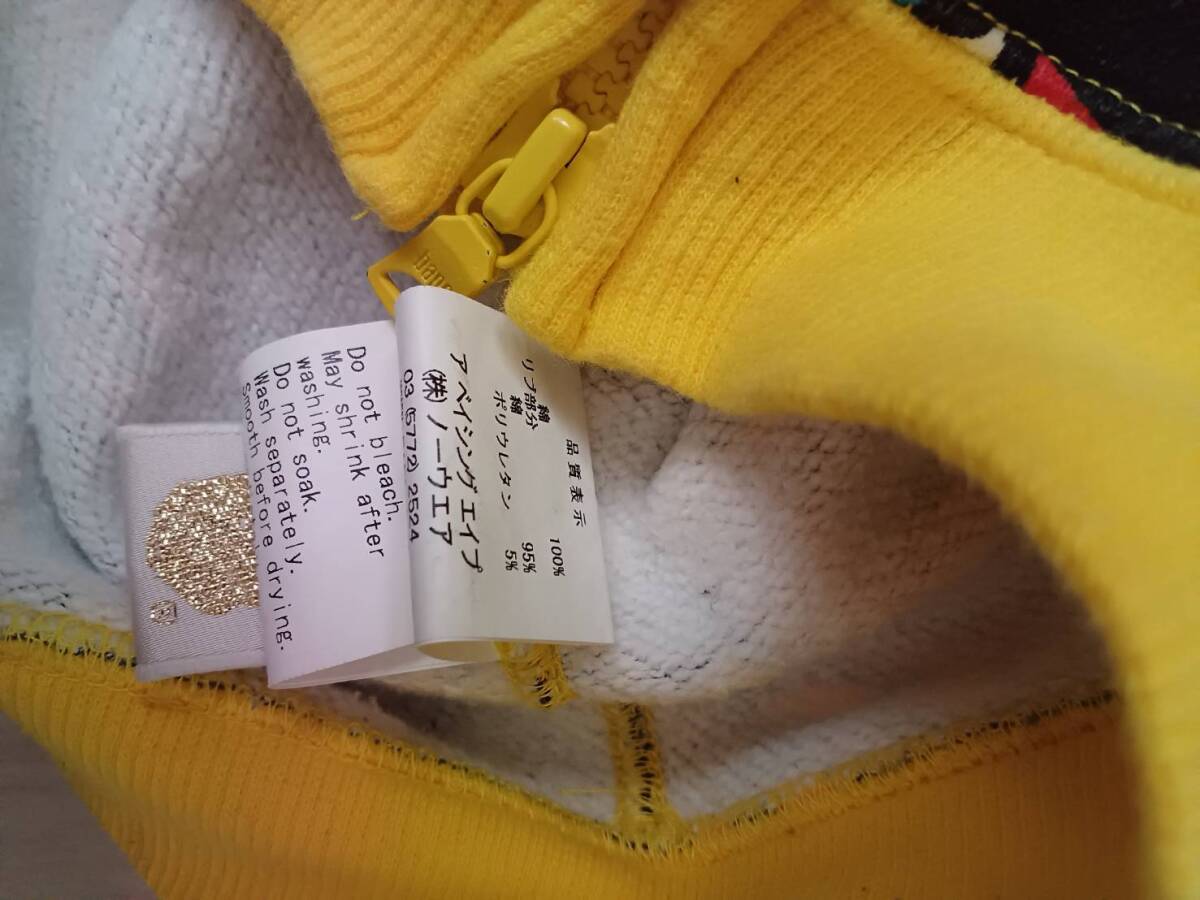 品質表示
綿 100%
リブ部分
綿 95%
ポリウレタン 5%
アベイシングエイプ
(株)ノーウエア
03 (5772) 2524
Do not bleach.
May shrink after
washing.
Do not soak.
Wash separately.
Smooth before drying.
®